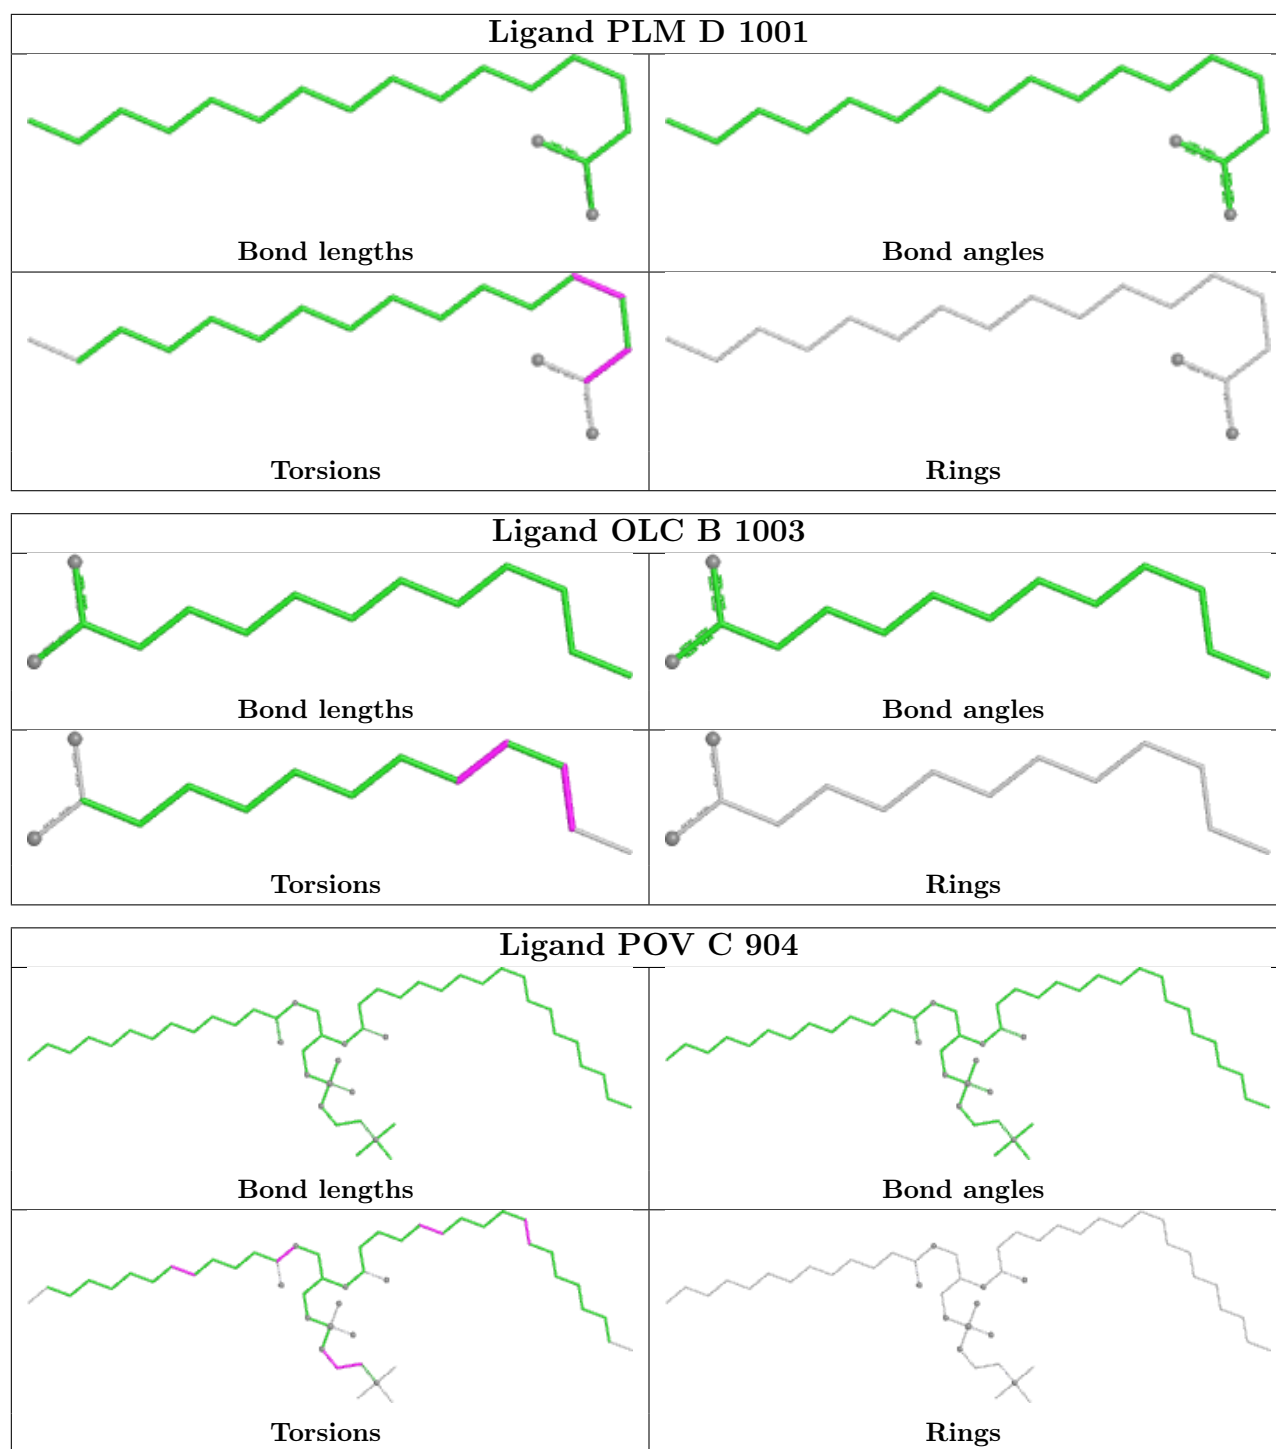 Ligand PLM D 1001
Bond lengths
Bond angles
Torsions
Rings
Ligand OLC B 1003
Bond lengths
Bond angles
Torsions
Rings
Ligand POV C 904
Bond lengths
Bond angles
Torsions
Rings